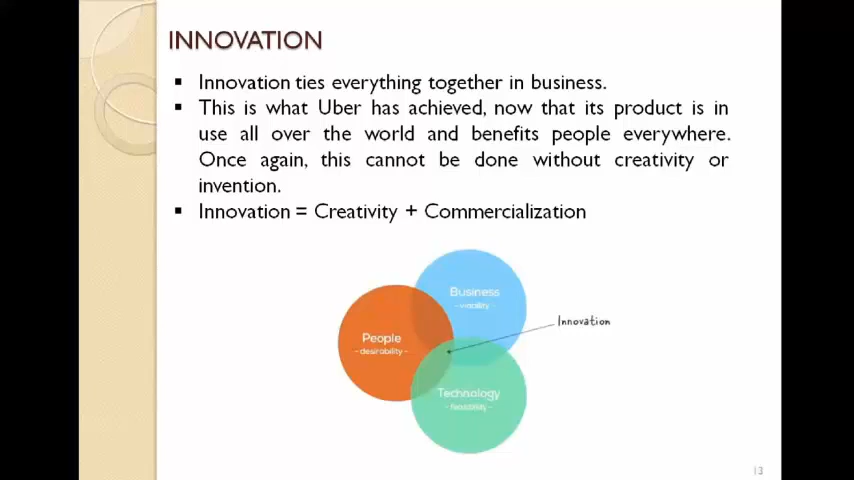 INNOVATION
▪ Innovation ties everything together in business.
▪ This is what Uber has achieved, now that its product is in
use all over the world and benefits people everywhere.
Once again, this cannot be done without creativity or
invention.
▪ Innovation = Creativity + Commercialization
Business
-viability-
People
-desirability-
Innovation
Technology
-feasibility-
13